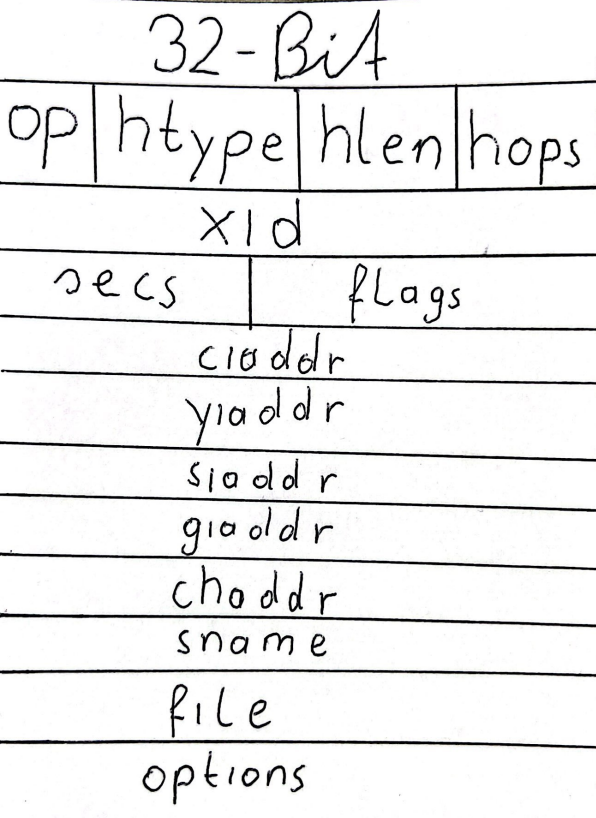 32-Bit
op htype hlen hops
xid
secs flags
ciaddr
yiaddr
siaddr
giaddr
chaddr
sname
file
options